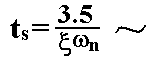 tₛ = 3.5 / ξωₙ ~